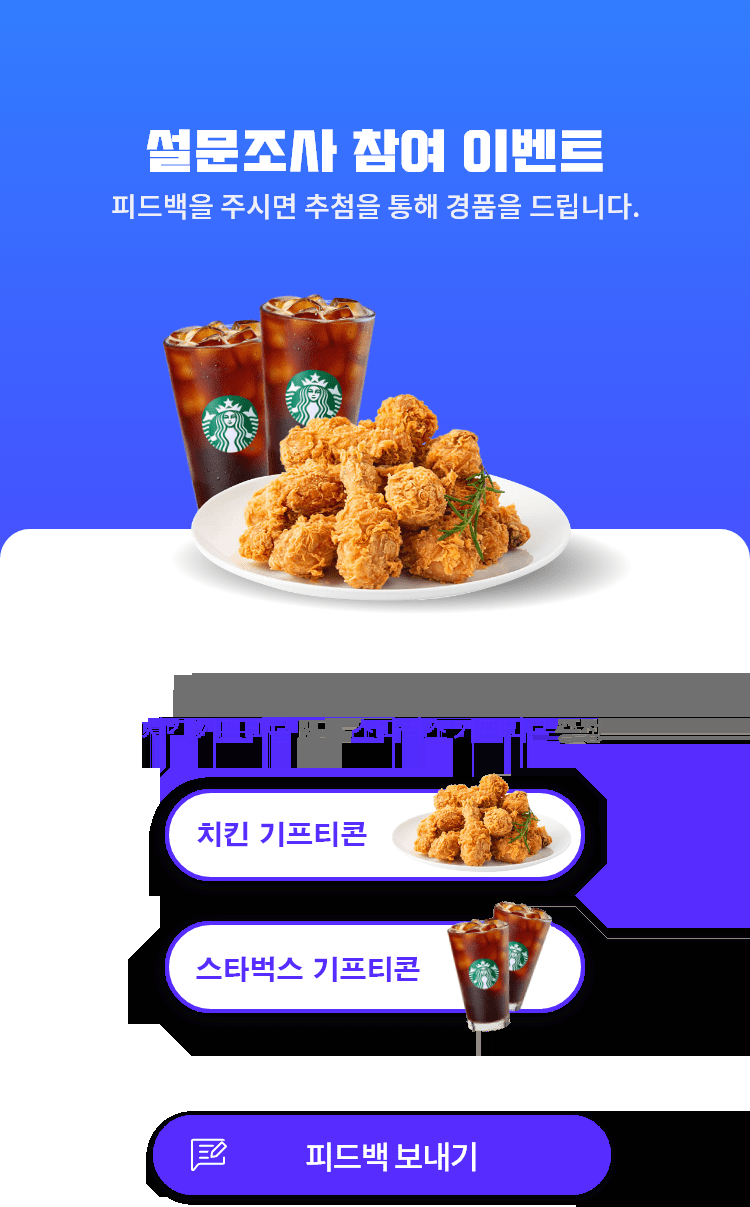 설문조사 참여 이벤트
피드백을 주시면 추첨을 통해 경품을 드립니다.
치킨 기프티콘
스타벅스 기프티콘
피드백 보내기